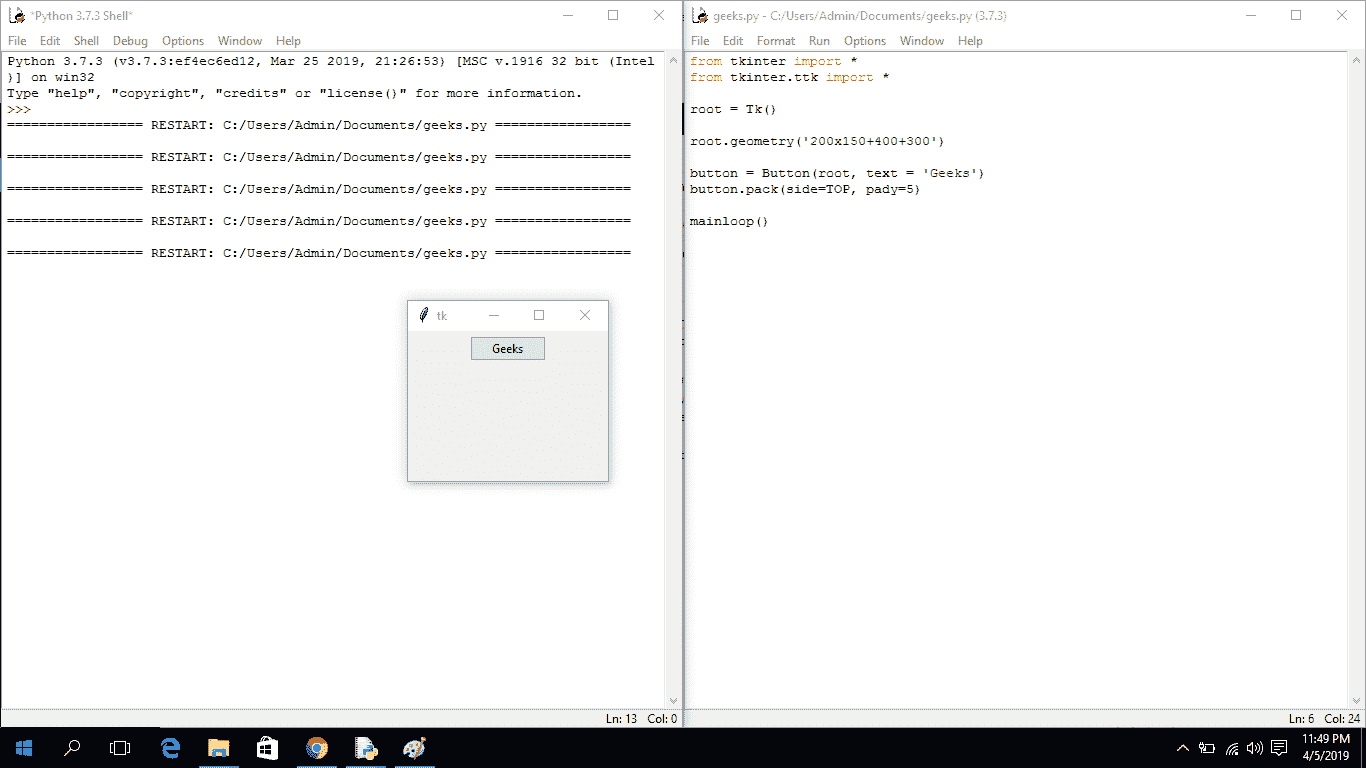 *Python 3.7.3 Shell*
File Edit Shell Debug Options Window Help
Python 3.7.3 (v3.7.3:ef4ec6ed12, Mar 25 2019, 21:26:53) [MSC v.1916 32 bit (Intel
)] on win32
Type "help", "copyright", "credits" or "license()" for more information.
>>>
================= RESTART: C:/Users/Admin/Documents/geeks.py =================
================= RESTART: C:/Users/Admin/Documents/geeks.py =================
================= RESTART: C:/Users/Admin/Documents/geeks.py =================
================= RESTART: C:/Users/Admin/Documents/geeks.py =================
================= RESTART: C:/Users/Admin/Documents/geeks.py =================
tk
Geeks
Ln: 13 Col: 0
geeks.py - C:/Users/Admin/Documents/geeks.py (3.7.3)
File Edit Format Run Options Window Help
from tkinter import *
from tkinter.ttk import *
root = Tk()
root.geometry('200x150+400+300')
button = Button(root, text = 'Geeks')
button.pack(side=TOP, pady=5)
mainloop()
Ln: 6 Col: 24
11:49 PM
4/5/2019